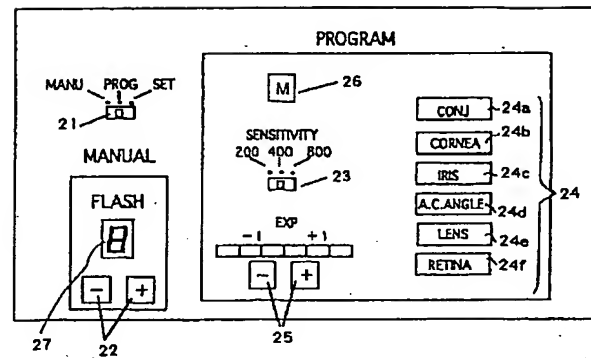 PROGRAM
MANU PROG SET
21
MANUAL
FLASH
8
- +
27
22
M
26
SENSITIVITY
200 400 800
23
EXP
-1 +1
- +
25
CONJ 24a
CORNEA 24b
IRIS 24c
A.C.ANGLE 24d
LENS 24e
RETINA 24f
24